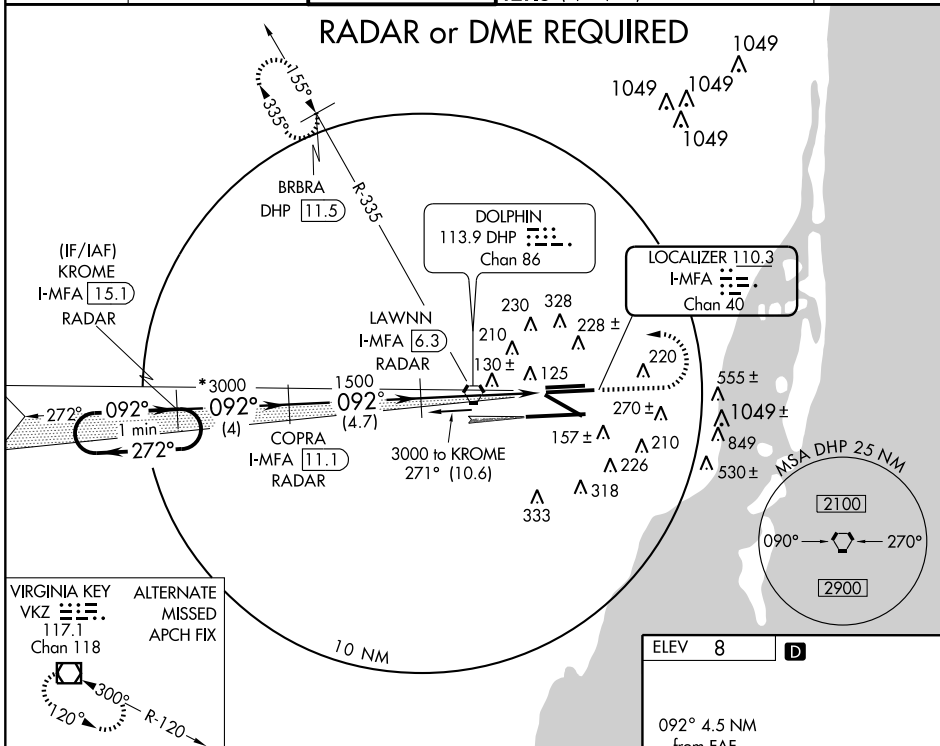 RADAR or DME REQUIRED
1049
1049
1049
1049
155°
335°
BRBRA
DHP 11.5
R-335
DOLPHIN
113.9 DHP
Chan 86
LOCALIZER 110.3
I-MFA
Chan 40
(IF/IAF)
KROME
I-MFA 15.1
RADAR
LAWNN
I-MFA 6.3
RADAR
230
328
228 ±
210
130 ±
125
220
*3000
1500
272°
092°
092°
092°
1 min
(4)
(4.7)
272°
COPRA
I-MFA 11.1
RADAR
3000 to KROME
271° (10.6)
270 ±
157 ±
210
226
318
333
555 ±
1049 ±
849
530 ±
MSA DHP 25 NM
2100
090°
270°
2900
VIRGINIA KEY
VKZ
117.1
Chan 118
ALTERNATE
MISSED
APCH FIX
300°
R-120
120°
10 NM
ELEV 8
D
092° 4.5 NM